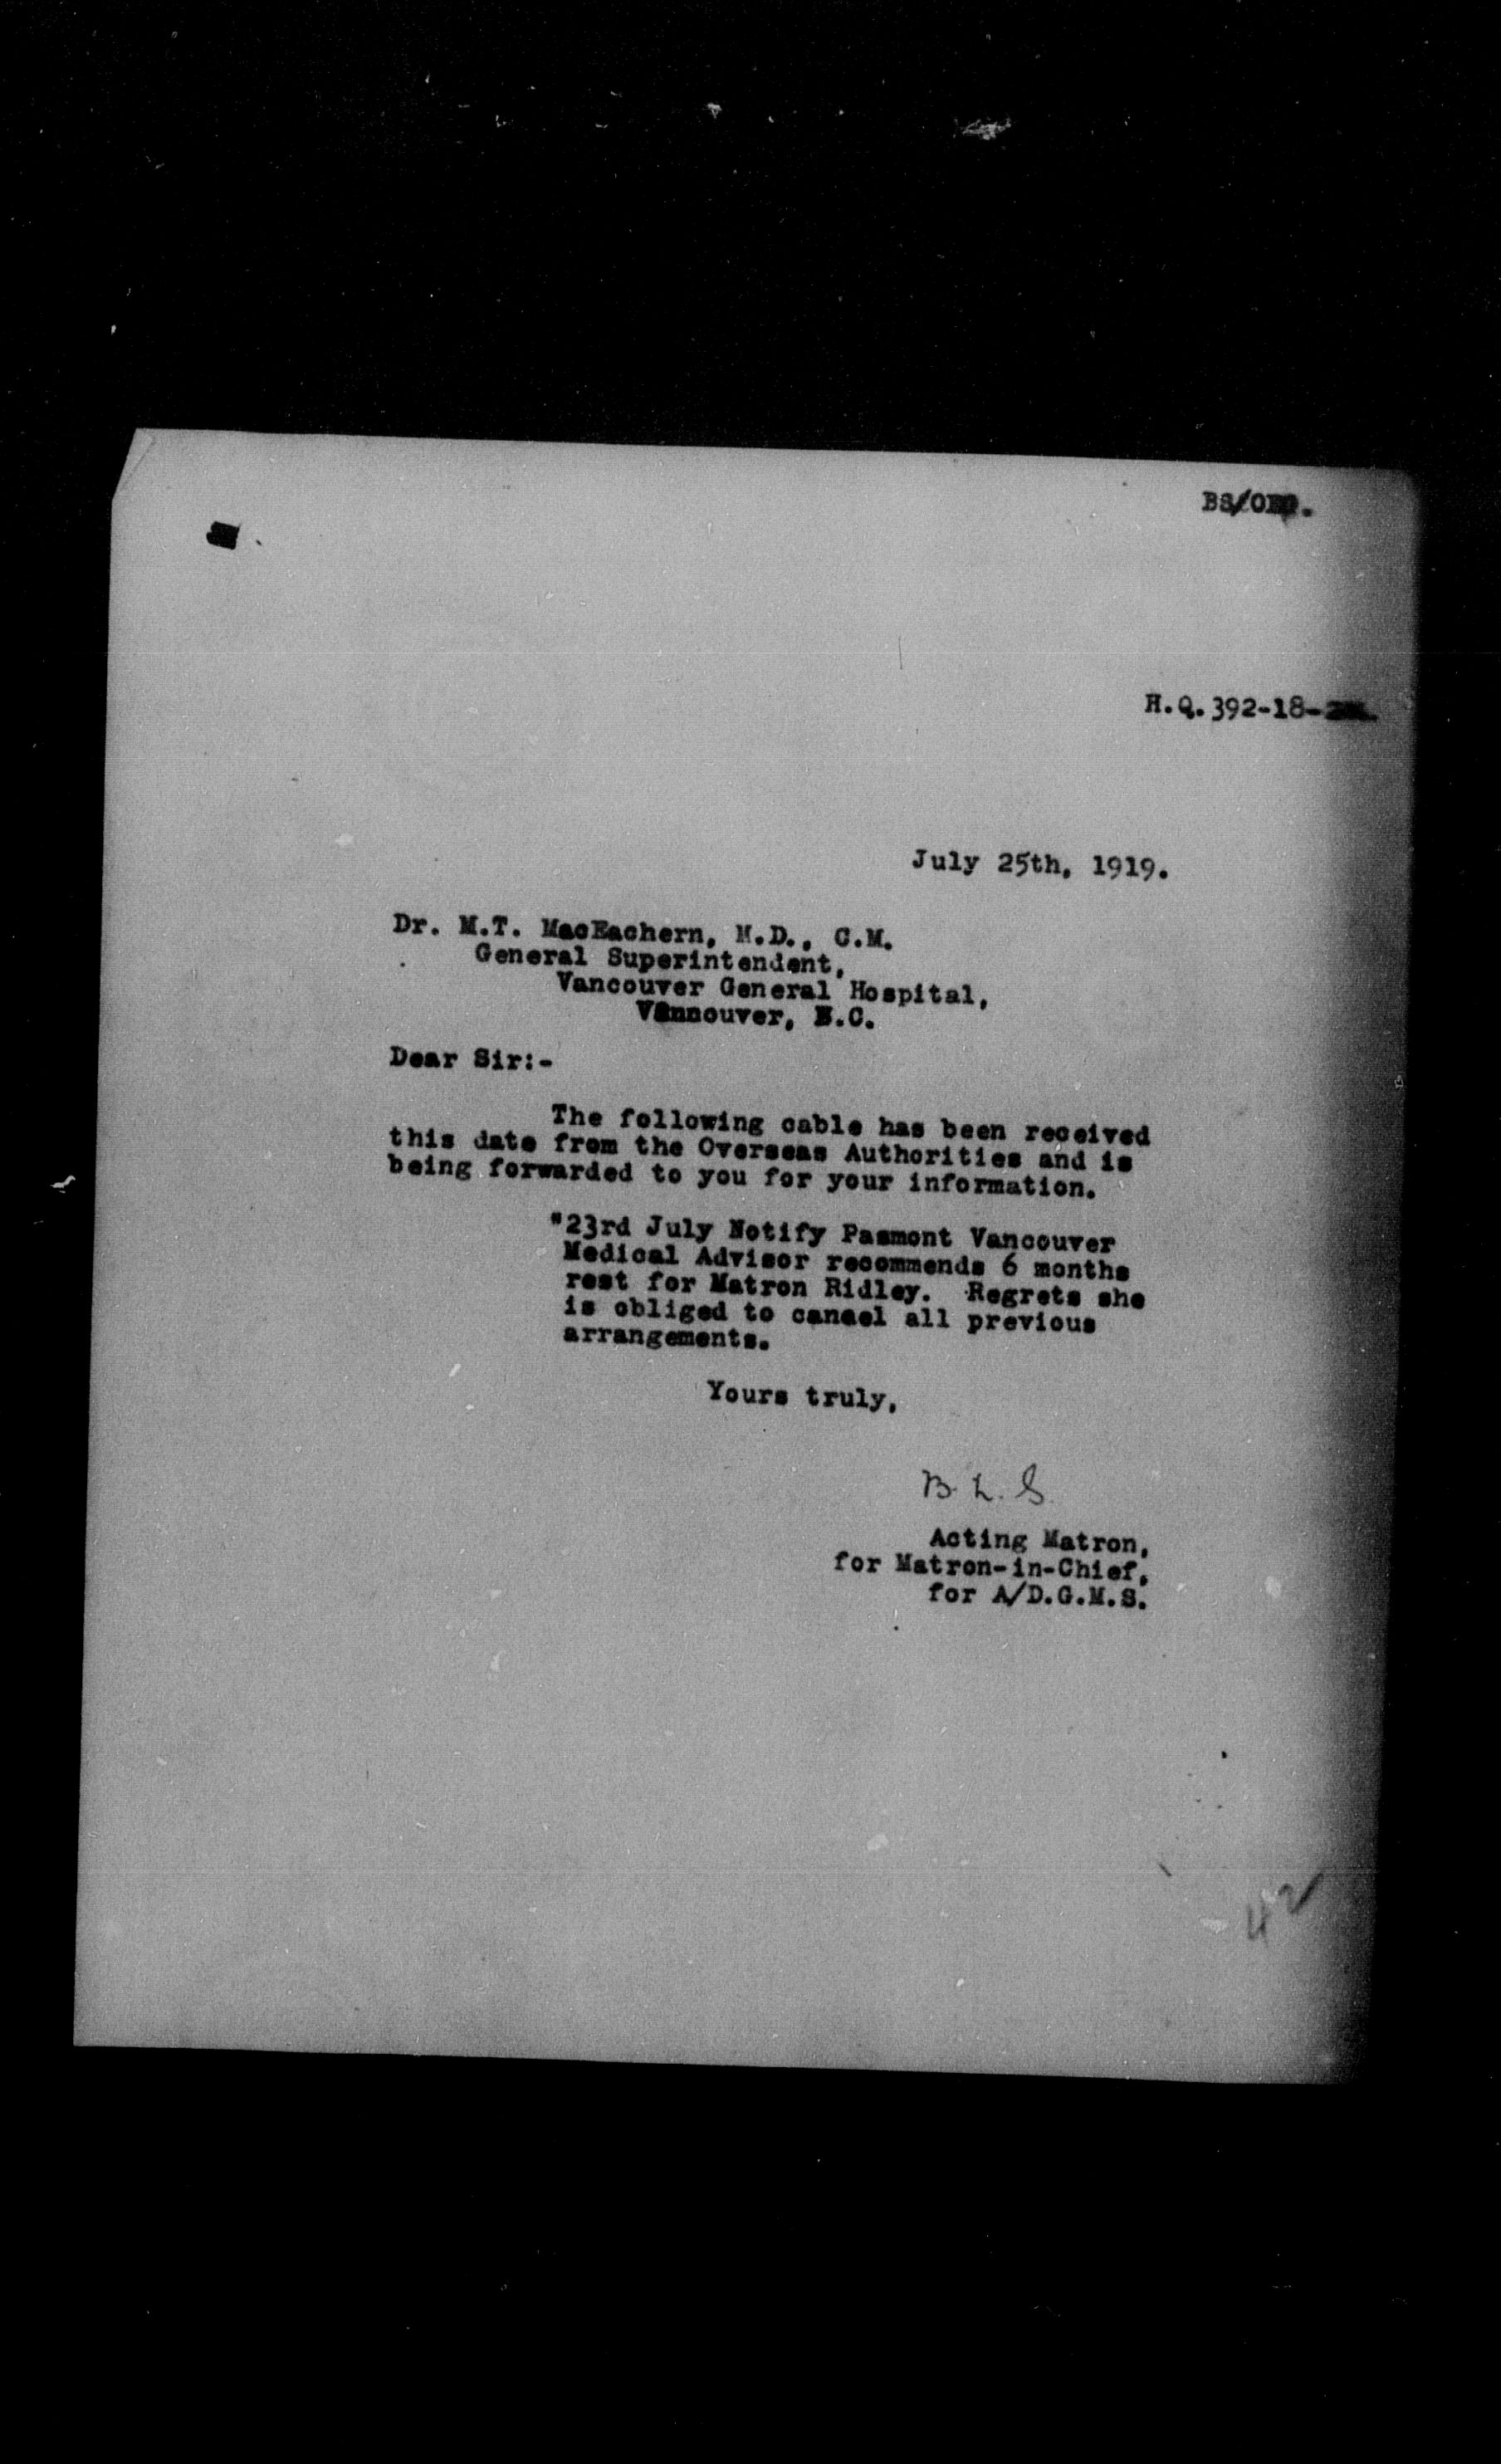 H.Q.392-18-
July 25th, 1919.
Dr. M.T. MacEachern, M.D., C.M.
General Superintendent,
Vancouver General Hospital,
Vancouver, B.C.
Dear Sir:-
The following cable has been received
this date from the Overseas Authorities and is
being forwarded to you for your information.
"23rd July Notify Pasmont Vancouver
Medical Advisor recommends 6 months
rest for Matron Ridley. Regrets she
is obliged to cancel all previous
arrangements.
Yours truly,
B.L.S.
Acting Matron,
for Matron-in-Chief,
for A/D.G.M.S.
42